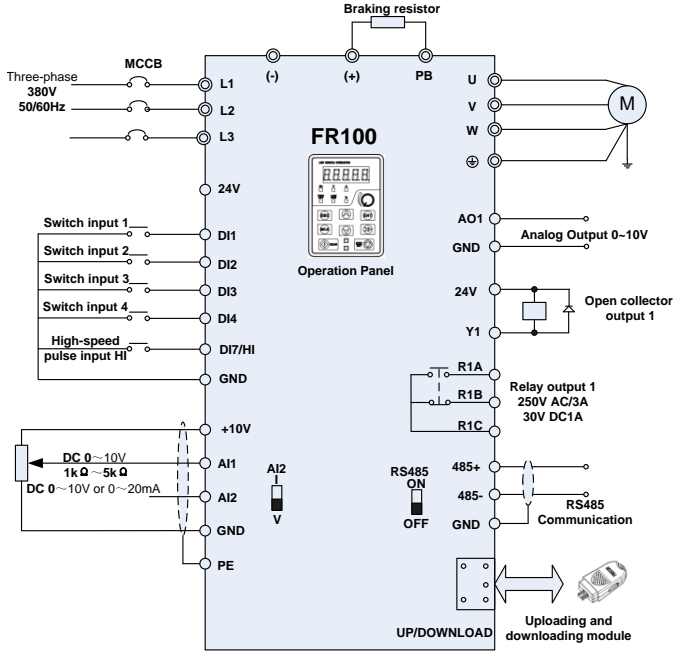 Braking resistor
MCCB
Three-phase
380V
50/60Hz
(-)
(+)
PB
L1
L2
L3
U
V
W
M
FR100
Operation Panel
24V
Switch input 1
DI1
Switch input 2
DI2
Switch input 3
DI3
Switch input 4
DI4
High-speed
pulse input HI
DI7/HI
GND
AO1
Analog Output 0~10V
GND
24V
Open collector
output 1
Y1
R1A
R1B
R1C
Relay output 1
250V AC/3A
30V DC1A
+10V
DC 0～10V
1kΩ～5kΩ
AI1
DC 0～10V or 0～20mA
AI2
GND
PE
AI2
I
V
RS485
ON
OFF
485+
485-
GND
RS485
Communication
UP/DOWNLOAD
Uploading and
downloading module